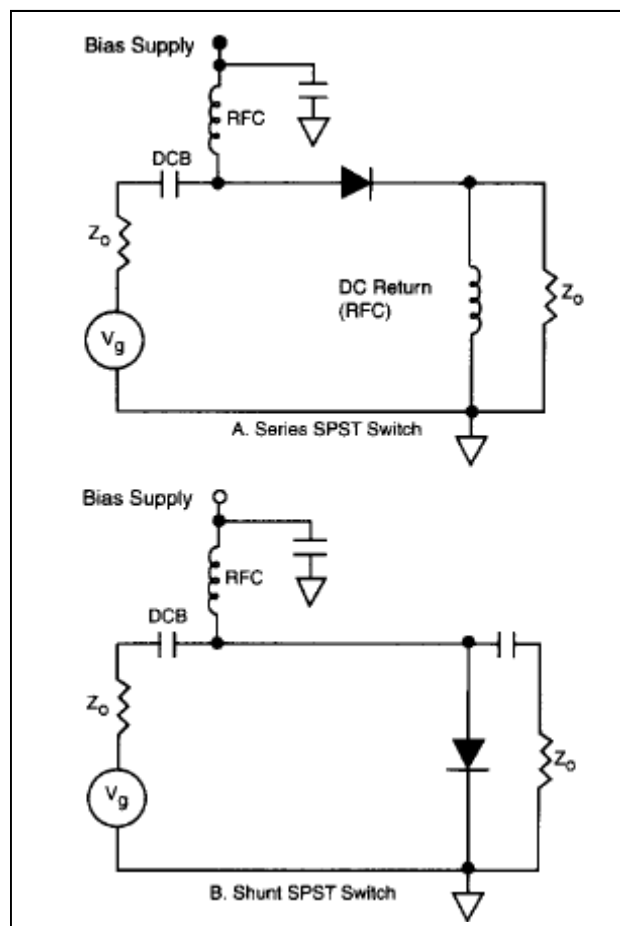 Bias Supply
RFC
DCB
Zo
DC Return
(RFC)
Zo
Vg
A. Series SPST Switch
Bias Supply
RFC
DCB
Zo
Zo
Vg
B. Shunt SPST Switch